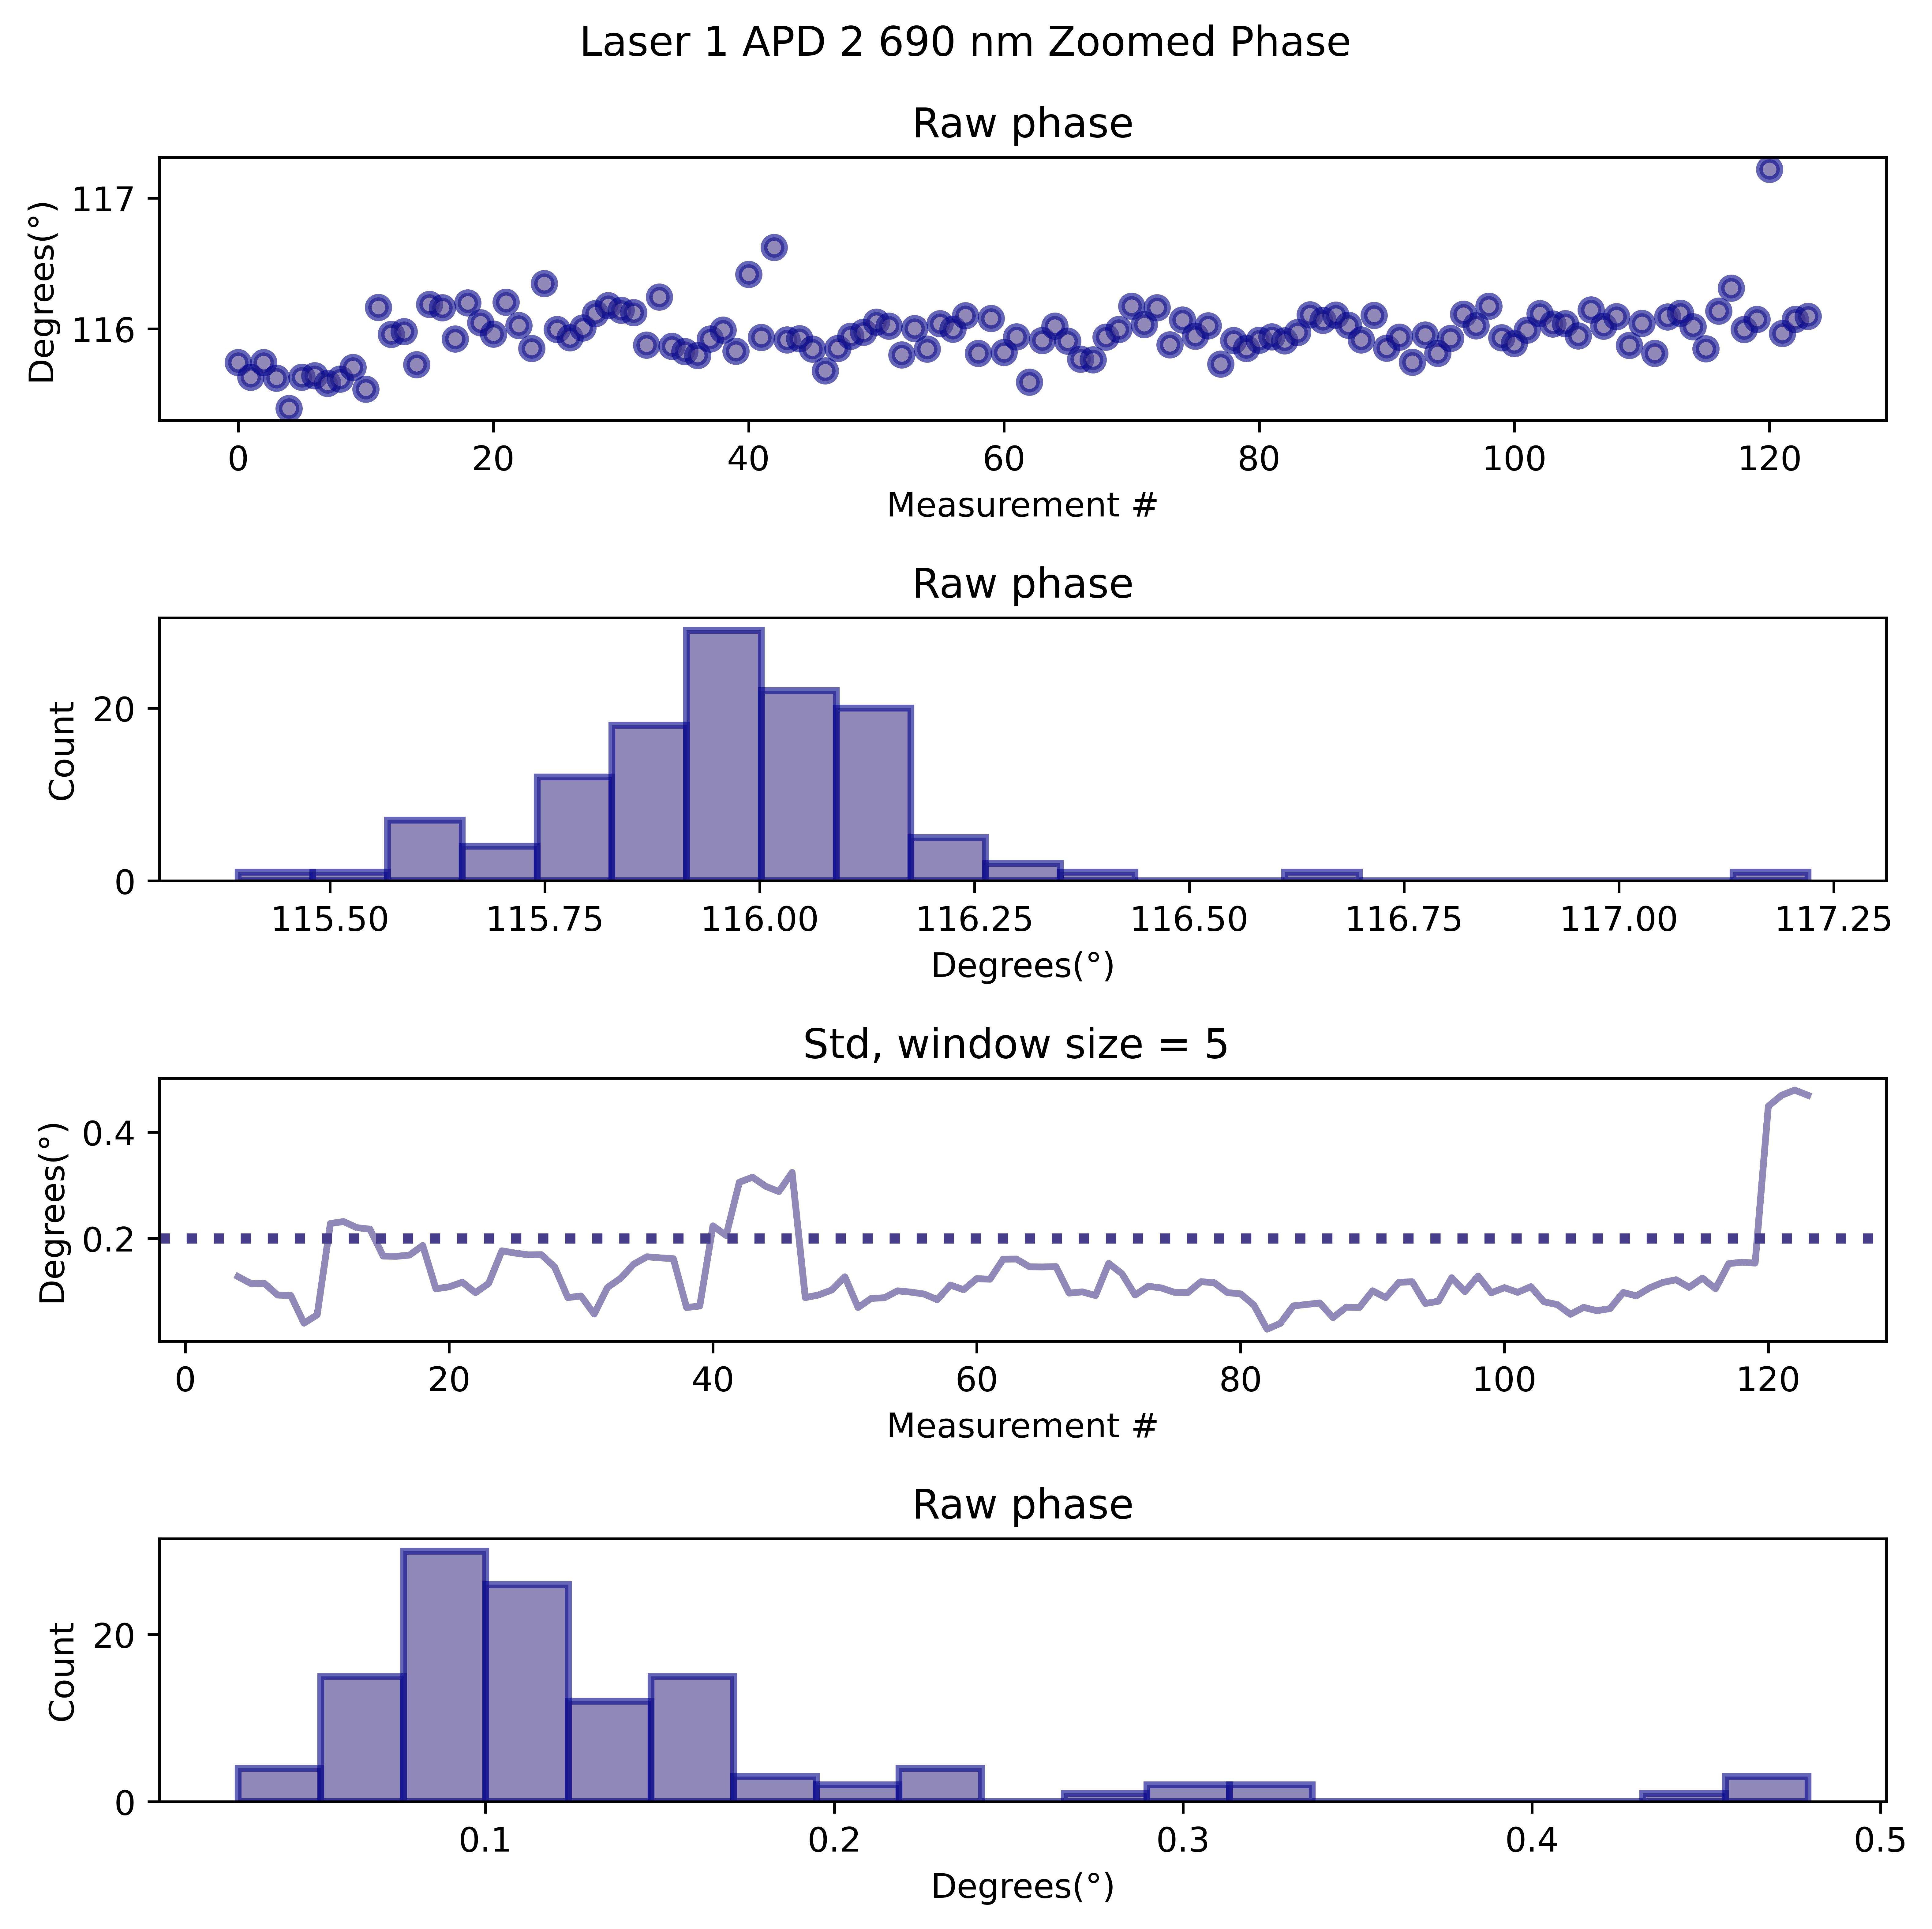 Laser 1 APD 2 690 nm Zoomed Phase
Raw phase
Degrees(°)
117
116
0 20 40 60 80 100 120
Measurement #
Raw phase
Count
20
0
115.50 115.75 116.00 116.25 116.50 116.75 117.00 117.25
Degrees(°)
Std, window size = 5
Degrees(°)
0.4
0.2
0 20 40 60 80 100 120
Measurement #
Raw phase
Count
20
0
0.1 0.2 0.3 0.4 0.5
Degrees(°)